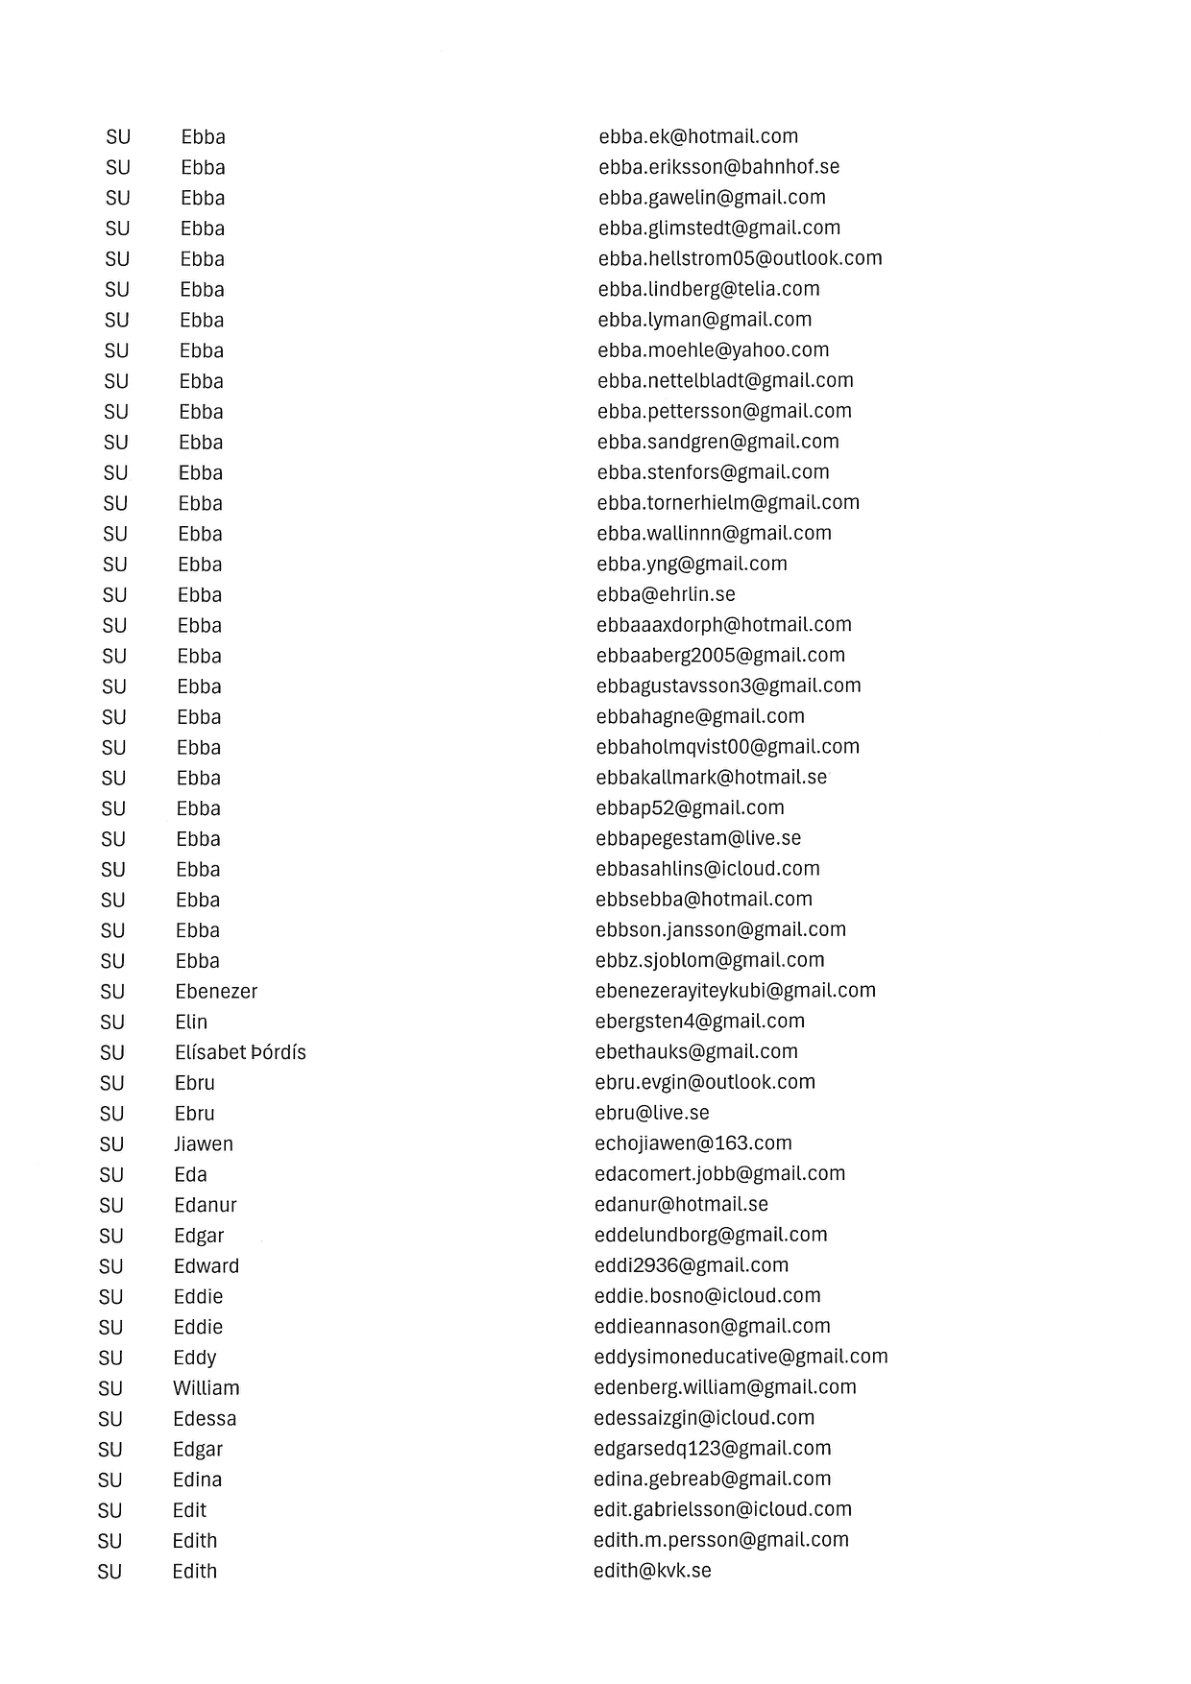 SU Ebba ebba.ek@hotmail.com
SU Ebba ebba.eriksson@bahnhof.se
SU Ebba ebba.gawelin@gmail.com
SU Ebba ebba.glimstedt@gmail.com
SU Ebba ebba.hellstrom05@outlook.com
SU Ebba ebba.lindberg@telia.com
SU Ebba ebba.lyman@gmail.com
SU Ebba ebba.moehle@yahoo.com
SU Ebba ebba.nettelbladt@gmail.com
SU Ebba ebba.pettersson@gmail.com
SU Ebba ebba.sandgren@gmail.com
SU Ebba ebba.stenfors@gmail.com
SU Ebba ebba.tornerhielm@gmail.com
SU Ebba ebba.wallinnn@gmail.com
SU Ebba ebba.yng@gmail.com
SU Ebba ebba@ehrlin.se
SU Ebba ebbaaaxdorph@hotmail.com
SU Ebba ebbaaberg2005@gmail.com
SU Ebba ebbagustavsson3@gmail.com
SU Ebba ebbahagne@gmail.com
SU Ebba ebbaholmqvist00@gmail.com
SU Ebba ebbakallmark@hotmail.se
SU Ebba ebbap52@gmail.com
SU Ebba ebbapegestam@live.se
SU Ebba ebbasahlins@icloud.com
SU Ebba ebbsebba@hotmail.com
SU Ebba ebbson.jansson@gmail.com
SU Ebba ebbz.sjoblom@gmail.com
SU Ebenezer ebenezerayiteykubi@gmail.com
SU Elin ebergsten4@gmail.com
SU Elísabet Þórdís ebethauks@gmail.com
SU Ebru ebru.evgin@outlook.com
SU Ebru ebru@live.se
SU Jiawen echojiawen@163.com
SU Eda edacomert.jobb@gmail.com
SU Edanur edanur@hotmail.se
SU Edgar eddelundborg@gmail.com
SU Edward eddi2936@gmail.com
SU Eddie eddie.bosno@icloud.com
SU Eddie eddieannason@gmail.com
SU Eddy eddysimoneducative@gmail.com
SU William edenberg.william@gmail.com
SU Edessa edessaizgin@icloud.com
SU Edgar edgarsedq123@gmail.com
SU Edina edina.gebreab@gmail.com
SU Edit edit.gabrielsson@icloud.com
SU Edith edith.m.persson@gmail.com
SU Edith edith@kvk.se